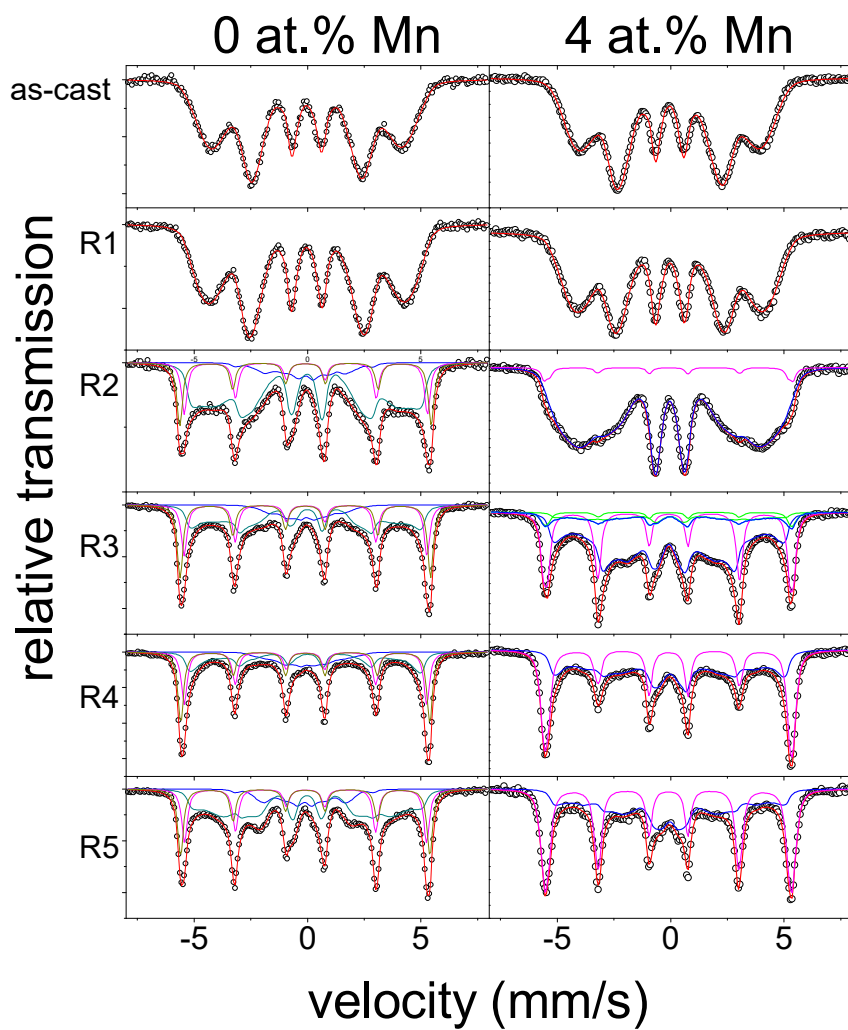 0 at.% Mn 4 at.% Mn
as-cast
R1
R2
-5 0 5
R3
R4
R5
relative transmission
-5 0 5 -5 0 5
velocity (mm/s)